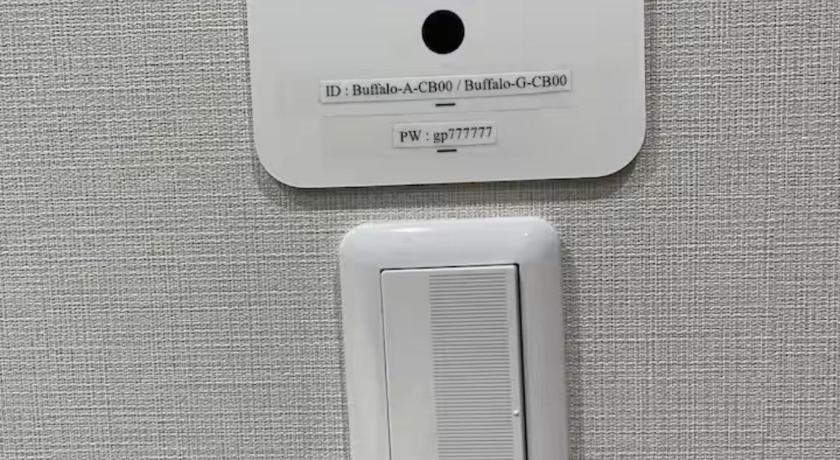 ID : Buffalo-A-CB00 / Buffalo-G-CB00
PW : gp777777